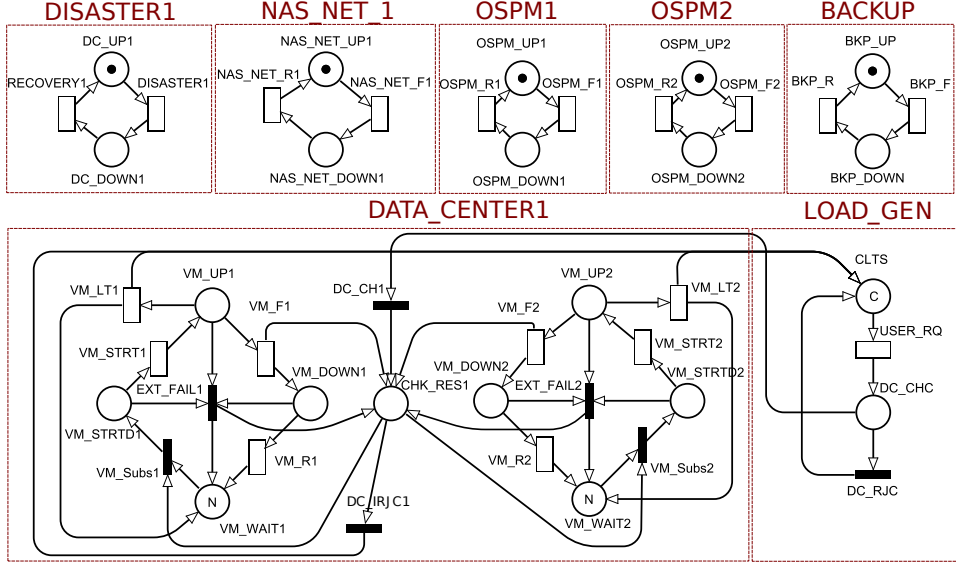 DISASTER1
NAS_NET_1
OSPM1
OSPM2
BACKUP
DC_UP1
NAS_NET_UP1
OSPM_UP1
OSPM_UP2
BKP_UP
RECOVERY1
DISASTER1
NAS_NET_R1
NAS_NET_F1
OSPM_R1
OSPM_F1
OSPM_R2
OSPM_F2
BKP_R
BKP_F
DC_DOWN1
NAS_NET_DOWN1
OSPM_DOWN1
OSPM_DOWN2
BKP_DOWN
DATA_CENTER1
LOAD_GEN
VM_UP1
VM_UP2
CLTS
VM_LT1
DC_CH1
VM_LT2
C
VM_F1
VM_F2
USER_RQ
VM_STRT1
VM_STRT2
VM_DOWN1
VM_DOWN2
VM_STRTD2
EXT_FAIL1
CHK_RES1
EXT_FAIL2
DC_CHC
VM_STRTD1
VM_Subs1
VM_R1
VM_R2
VM_Subs2
DC_RJC
N
DC_IRJC1
N
VM_WAIT1
VM_WAIT2